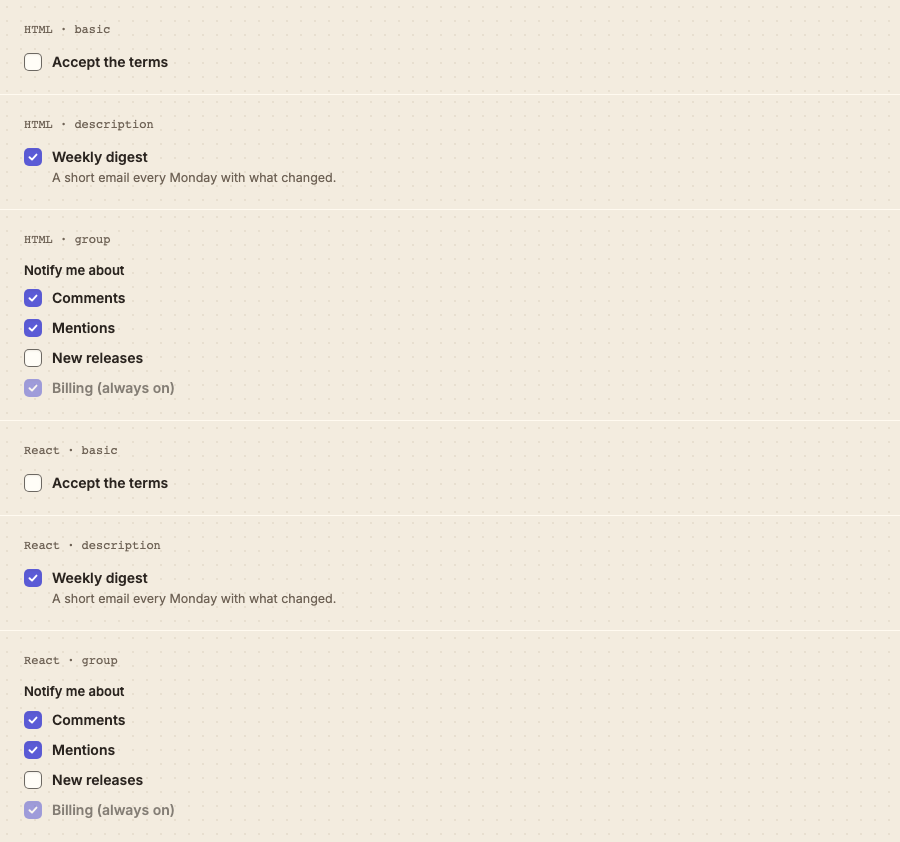 HTML · basic
Accept the terms
HTML · description
Weekly digest
A short email every Monday with what changed.
HTML · group
Notify me about
Comments
Mentions
New releases
Billing (always on)
React · basic
Accept the terms
React · description
Weekly digest
A short email every Monday with what changed.
React · group
Notify me about
Comments
Mentions
New releases
Billing (always on)